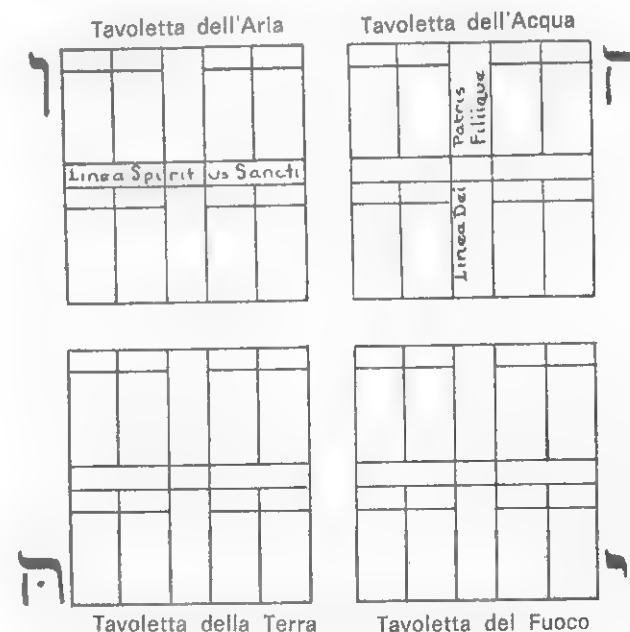 Tavoletta dell'Aria
Tavoletta dell'Acqua
ו
Linea Spiritus Sancti
Linea Dei Patris
Filiique
הּ
י
Tavoletta della Terra
Tavoletta del Fuoco